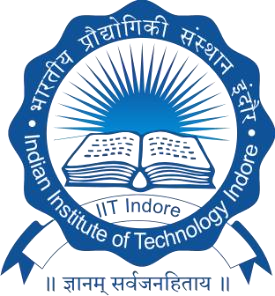 भारतीय प्रौद्योगिकी संस्थान इंदौर
Indian Institute of Technology Indore
IIT Indore
॥ ज्ञानम् सर्वजनहिताय ॥